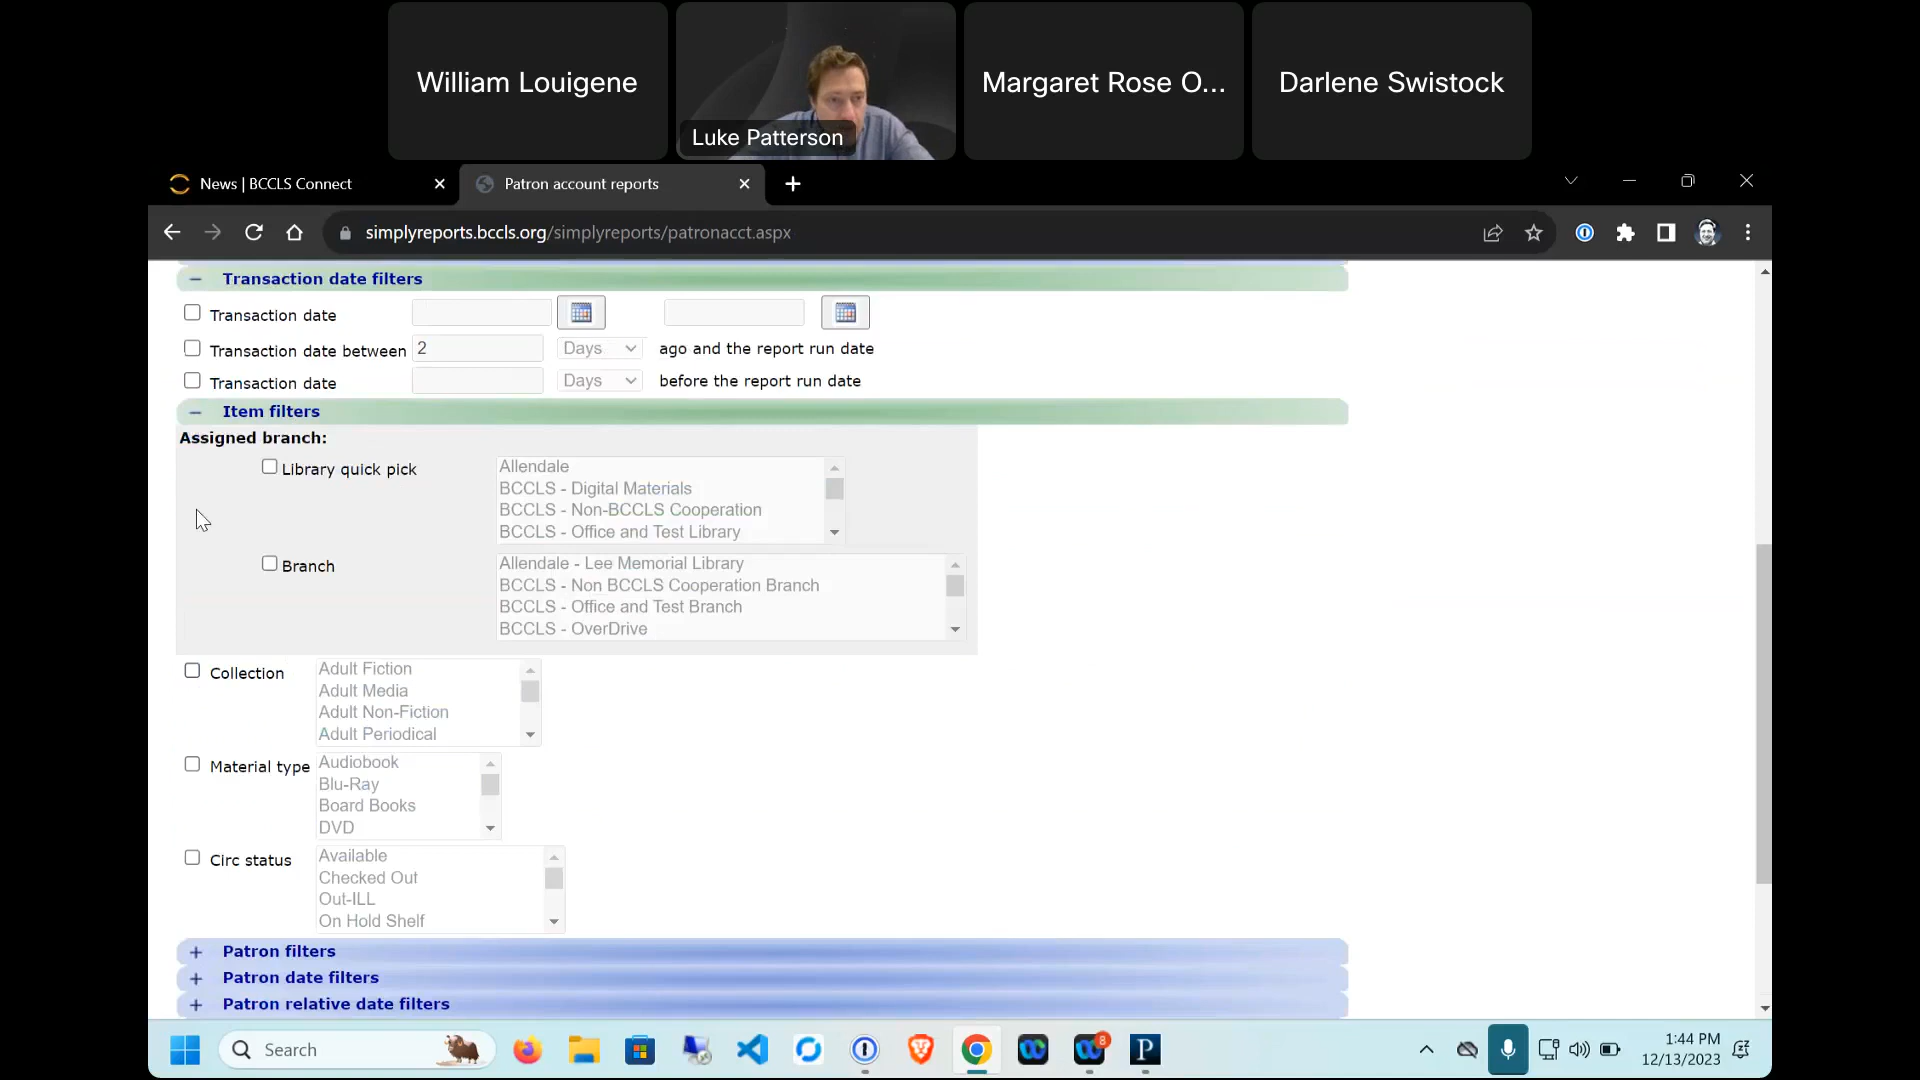 William Louigene
Luke Patterson
Margaret Rose O...
Darlene Swistock
News | BCCLS Connect
Patron account reports
simplyreports.bccls.org/simplyreports/patronacct.aspx
Transaction date filters
Transaction date
Transaction date between 2 Days ago and the report run date
Transaction date Days before the report run date
Item filters
Assigned branch:
Library quick pick
Allendale
BCCLS - Digital Materials
BCCLS - Non-BCCLS Cooperation
BCCLS - Office and Test Library
Branch
Allendale - Lee Memorial Library
BCCLS - Non BCCLS Cooperation Branch
BCCLS - Office and Test Branch
BCCLS - OverDrive
Collection
Adult Fiction
Adult Media
Adult Non-Fiction
Adult Periodical
Material type
Audiobook
Blu-Ray
Board Books
DVD
Circ status
Available
Checked Out
Out-ILL
On Hold Shelf
Patron filters
Patron date filters
Patron relative date filters
Search
8
P
1:44 PM
12/13/2023